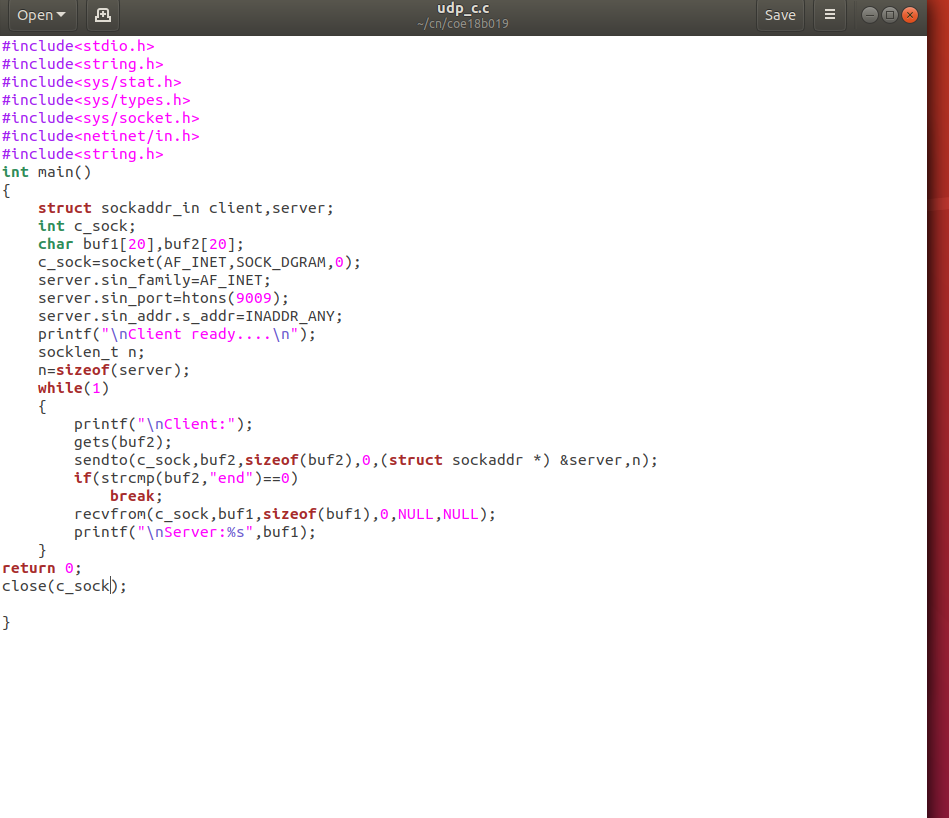 Open
udp_c.c
~/cn/coe18b019
Save
#include<stdio.h>
#include<string.h>
#include<sys/stat.h>
#include<sys/types.h>
#include<sys/socket.h>
#include<netinet/in.h>
#include<string.h>
int main()
{
    struct sockaddr_in client,server;
    int c_sock;
    char buf1[20],buf2[20];
    c_sock=socket(AF_INET,SOCK_DGRAM,0);
    server.sin_family=AF_INET;
    server.sin_port=htons(9009);
    server.sin_addr.s_addr=INADDR_ANY;
    printf("\nClient ready....\n");
    socklen_t n;
    n=sizeof(server);
    while(1)
    {
        printf("\nClient:");
        gets(buf2);
        sendto(c_sock,buf2,sizeof(buf2),0,(struct sockaddr *) &server,n);
        if(strcmp(buf2,"end")==0)
            break;
        recvfrom(c_sock,buf1,sizeof(buf1),0,NULL,NULL);
        printf("\nServer:%s",buf1);
    }
return 0;
close(c_sock);
}